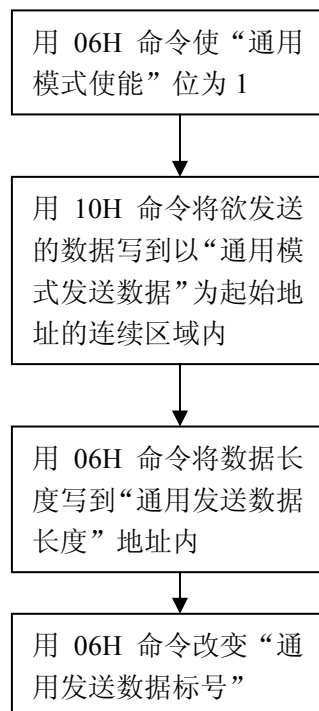 用 06H 命令使“通用
模式使能”位为 1
用 10H 命令将欲发送
的数据写到以“通用模
式发送数据”为起始地
址的连续区域内
用 06H 命令将数据长
度写到“通用发送数据
长度”地址内
用 06H 命令改变“通
用发送数据标号”